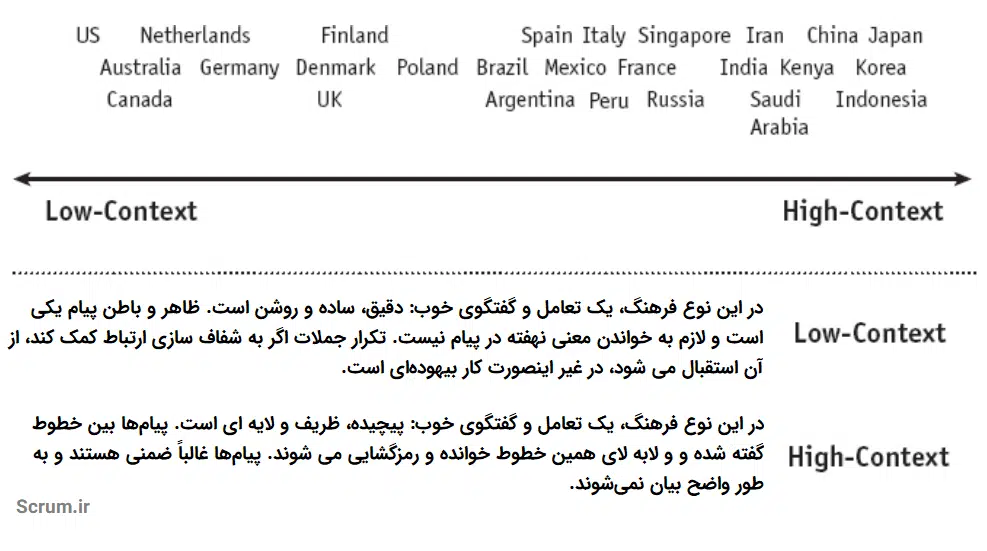 US Netherlands Finland Spain Italy Singapore Iran China Japan
Australia Germany Denmark Poland Brazil Mexico France India Kenya Korea
Canada UK Argentina Peru Russia Saudi Arabia Indonesia
Low-Context High-Context
Low-Context
در این نوع فرهنگ، یک تعامل و گفتگوی خوب: دقیق، ساده و روشن است. ظاهر و باطن پیام یکی
است و لازم به خواندن معنی نهفته در پیام نیست. تکرار جملات اگر به شفاف سازی ارتباط کمک کند، از
آن استقبال می شود، در غیر اینصورت کار بیهوده‌ای است.
High-Context
در این نوع فرهنگ، یک تعامل و گفتگوی خوب: پیچیده، ظریف و لایه ای است. پیام‌ها بین خطوط
گفته شده و و لابه لای همین خطوط خوانده و رمزگشایی می شوند. پیام‌ها غالباً ضمنی هستند و به
طور واضح بیان نمی‌شوند.
Scrum.ir